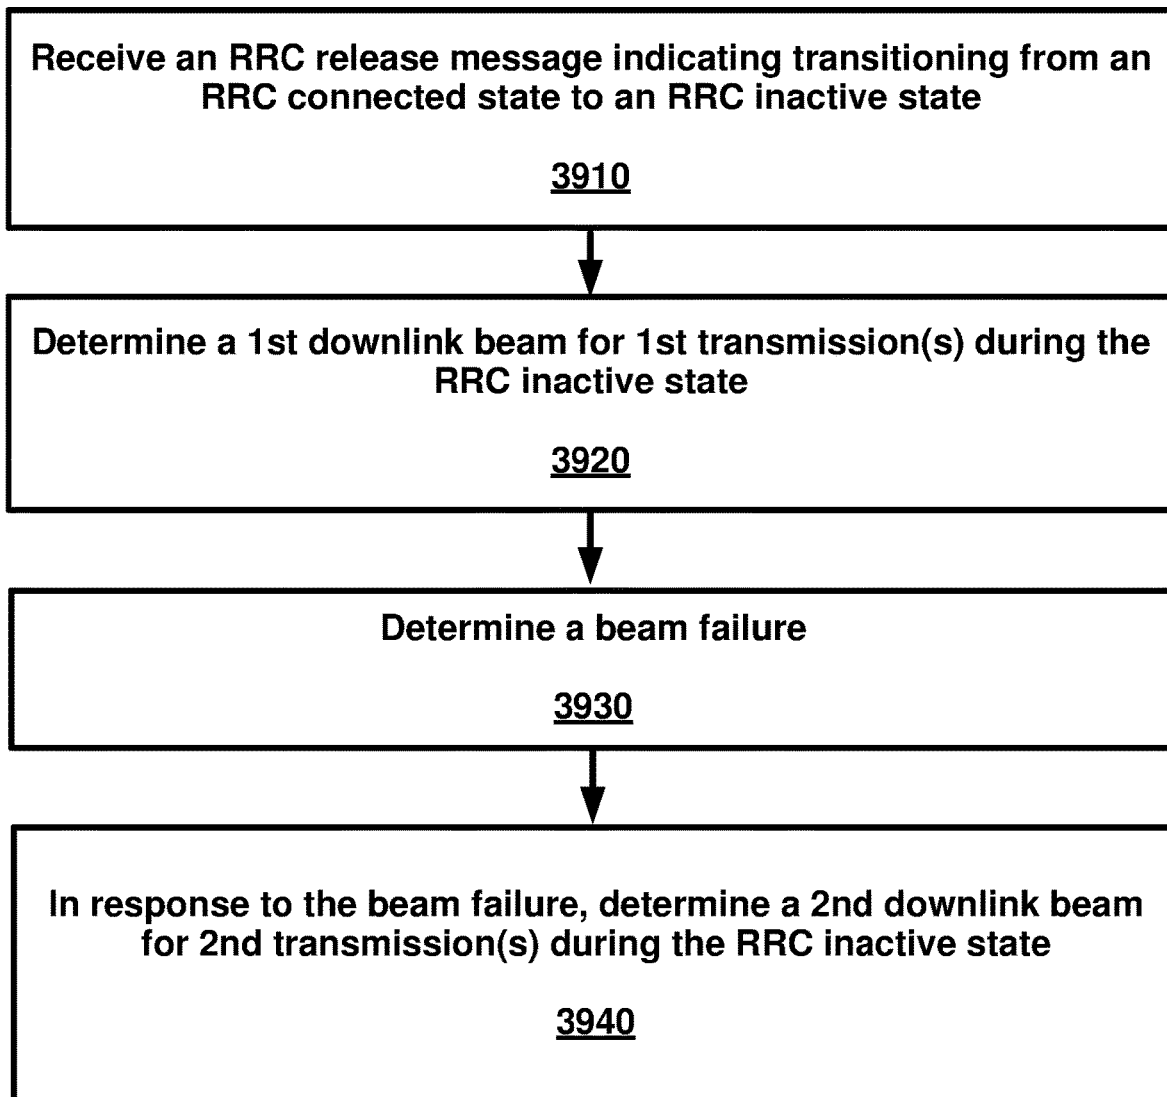 Receive an RRC release message indicating transitioning from an
RRC connected state to an RRC inactive state
3910
Determine a 1st downlink beam for 1st transmission(s) during the
RRC inactive state
3920
Determine a beam failure
3930
In response to the beam failure, determine a 2nd downlink beam
for 2nd transmission(s) during the RRC inactive state
3940